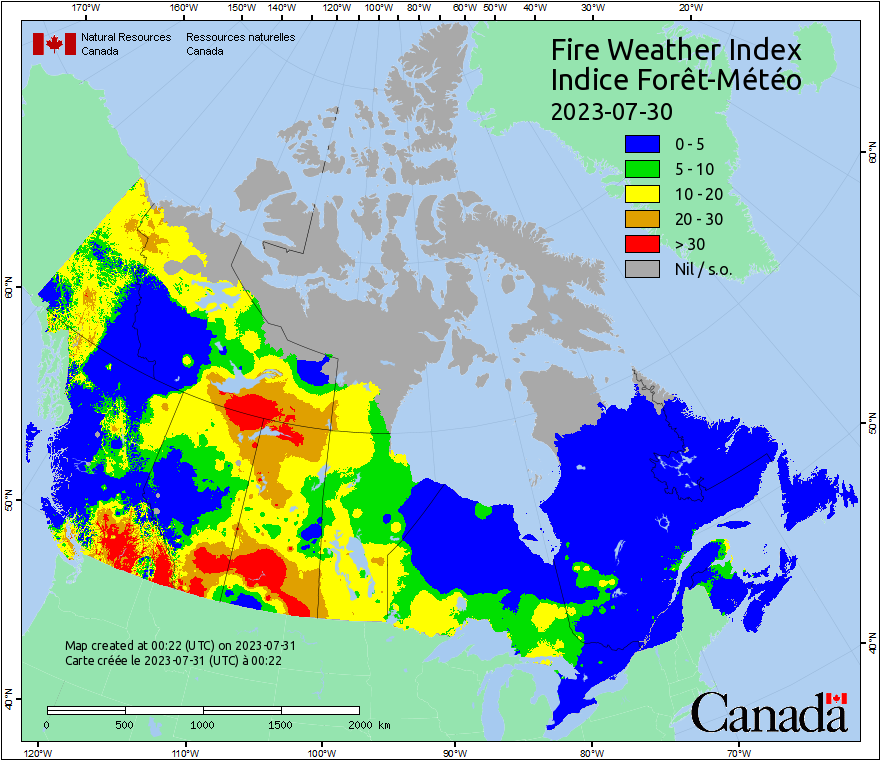 170°W 160°W 150°W 140°W 130°W 120°W 110°W 100°W 90°W 80°W 70°W 60°W 50°W 40°W 30°W 20°W
Natural Resources Ressources naturelles
Canada Canada
Fire Weather Index
Indice Forêt-Météo
2023-07-30
0 - 5
5 - 10
10 - 20
20 - 30
> 30
Nil / s.o.
60°N
60°N
50°N
50°N
40°N
40°N
Map created at 00:22 (UTC) on 2023-07-31
Carte créée le 2023-07-31 (UTC) à 00:22
0 500 1000 1500 2000 km
Canada
120°W 110°W 100°W 90°W 80°W 70°W